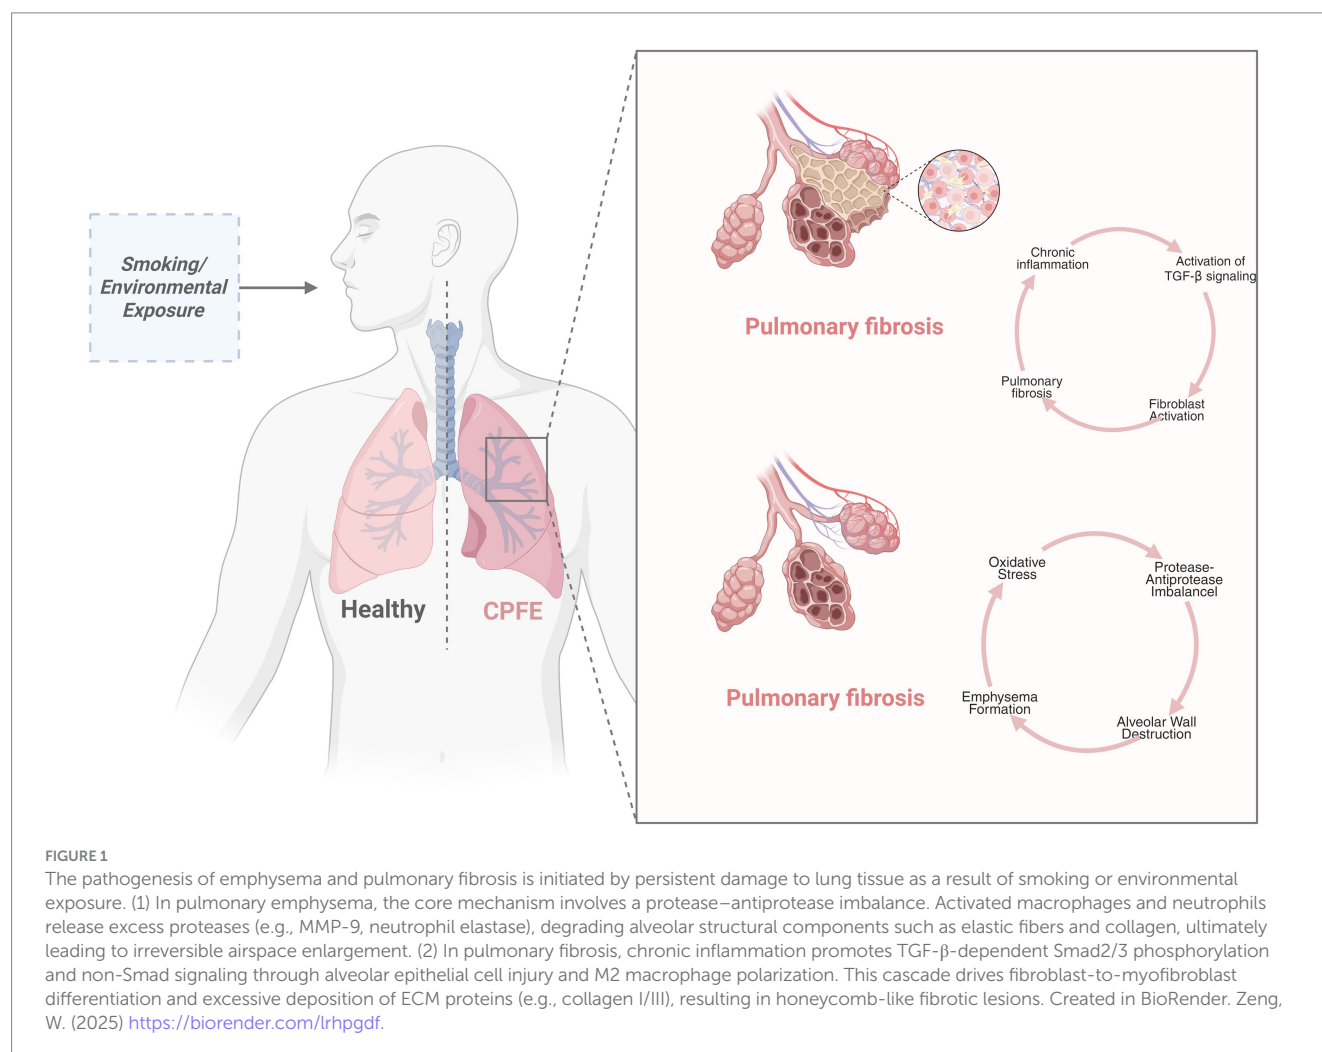 Smoking/
Environmental
Exposure
Healthy
CPFE
Chronic
inflammation
Activation of
TGF-β signaling
Pulmonary fibrosis
Pulmonary
fibrosis
Fibroblast
Activation
Oxidative
Stress
Protease-
Antiprotease
Imbalancel
Pulmonary fibrosis
Emphysema
Formation
Alveolar Wall
Destruction
FIGURE 1
The pathogenesis of emphysema and pulmonary fibrosis is initiated by persistent damage to lung tissue as a result of smoking or environmental
exposure. (1) In pulmonary emphysema, the core mechanism involves a protease–antiprotease imbalance. Activated macrophages and neutrophils
release excess proteases (e.g., MMP-9, neutrophil elastase), degrading alveolar structural components such as elastic fibers and collagen, ultimately
leading to irreversible airspace enlargement. (2) In pulmonary fibrosis, chronic inflammation promotes TGF-β-dependent Smad2/3 phosphorylation
and non-Smad signaling through alveolar epithelial cell injury and M2 macrophage polarization. This cascade drives fibroblast-to-myofibroblast
differentiation and excessive deposition of ECM proteins (e.g., collagen I/III), resulting in honeycomb-like fibrotic lesions. Created in BioRender. Zeng,
W. (2025) https://biorender.com/lrhpgdf.